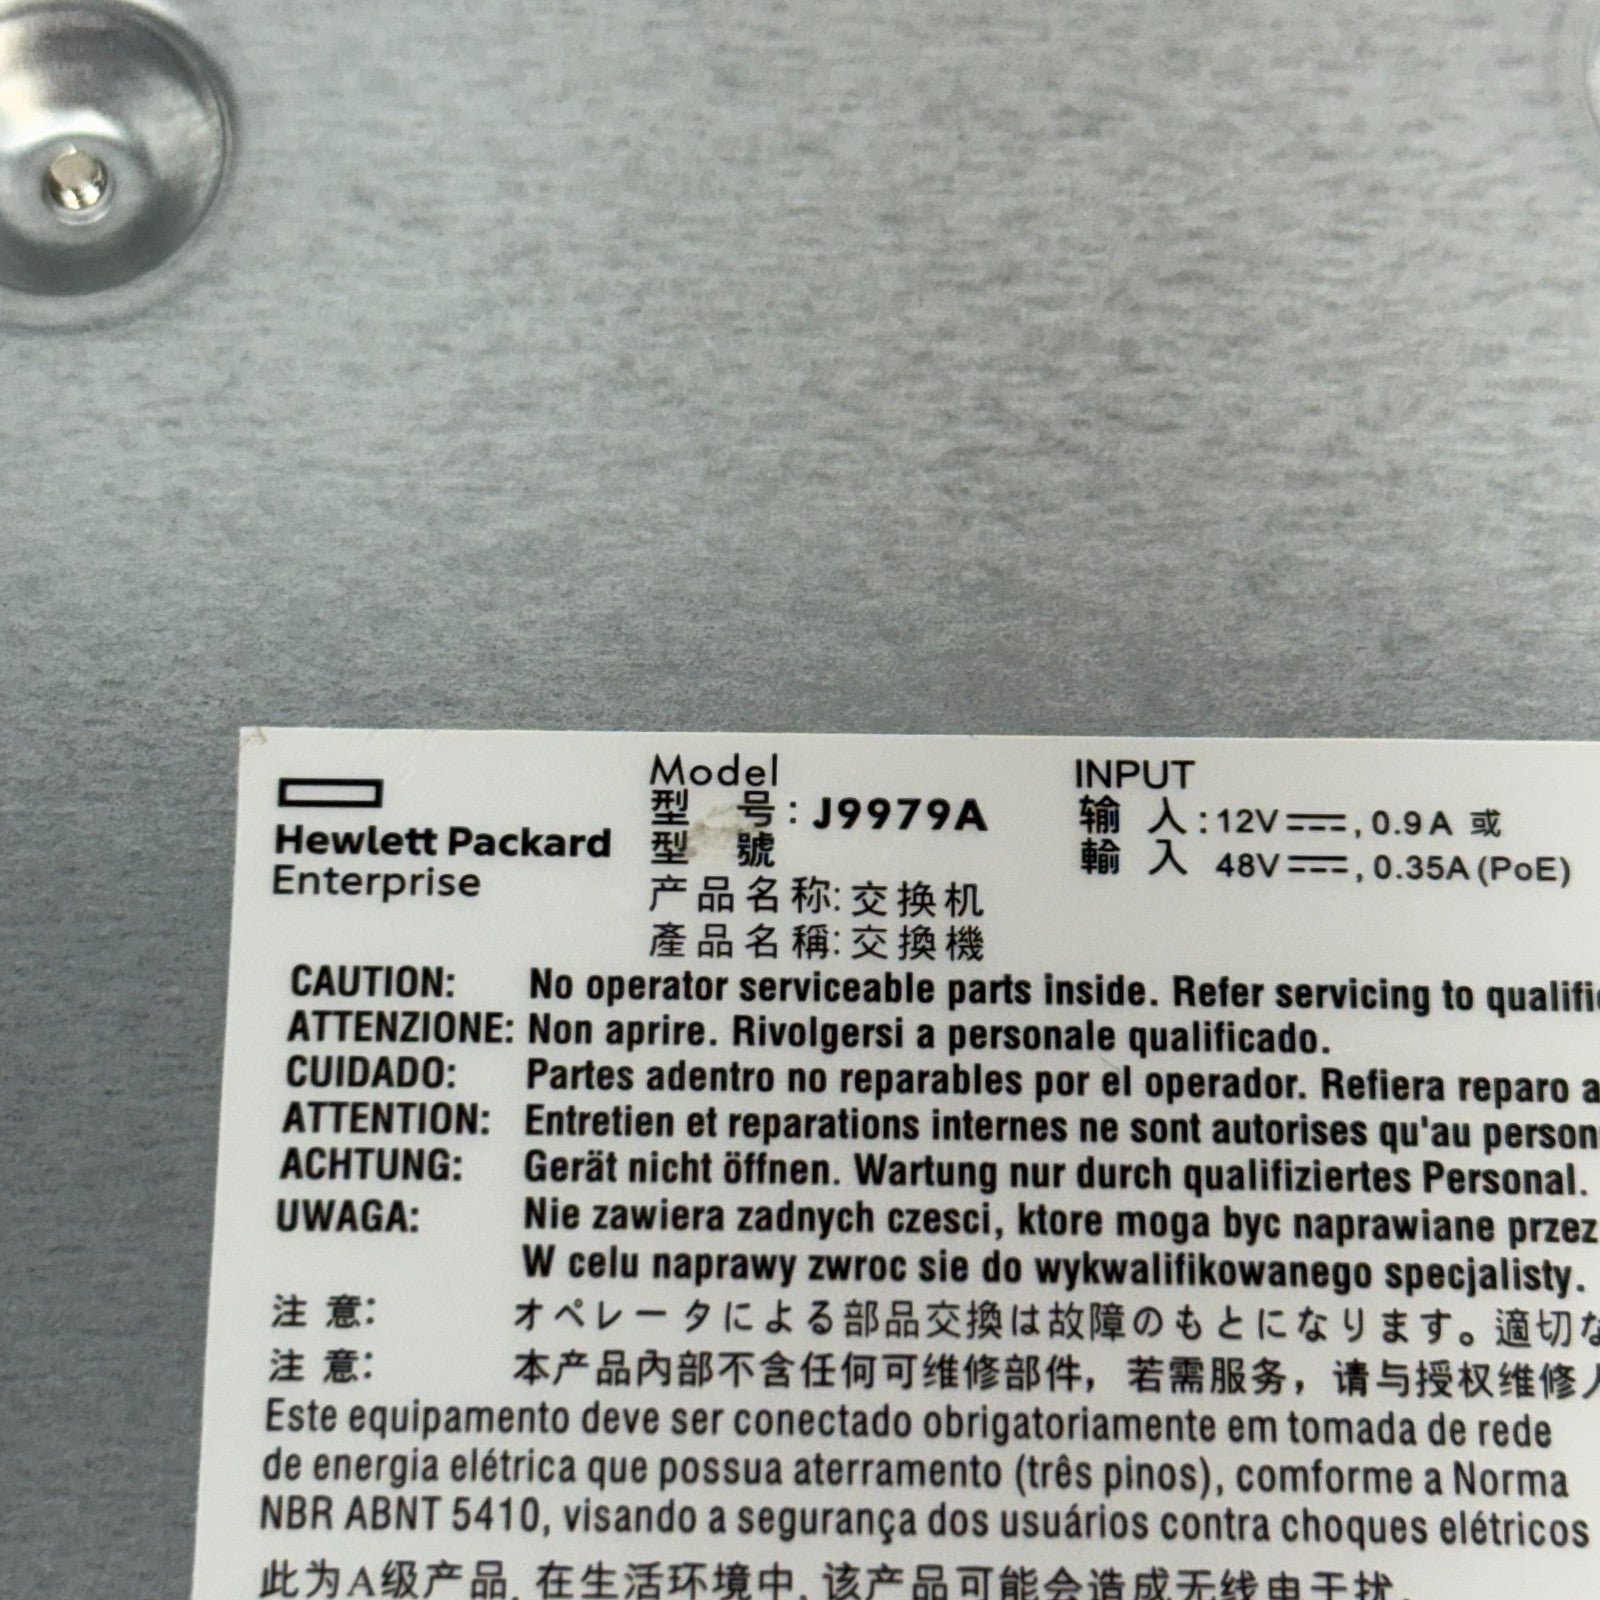 Hewlett Packard
Enterprise
Model
型 号: J9979A
型 號
产品名称: 交换机
產品名稱: 交換機
INPUT
输 入: 12V⎓, 0.9A 或
輸 入 48V⎓, 0.35A (PoE)
CAUTION: No operator serviceable parts inside. Refer servicing to
ATTENZIONE: Non aprire. Rivolgersi a personale qualificado.
CUIDADO: Partes adentro no reparables por el operador. Refiera reparo a
ATTENTION: Entretien et reparations internes ne sont autorises qu'au
ACHTUNG: Gerät nicht öffnen. Wartung nur durch qualifiziertes Personal.
UWAGA: Nie zawiera zadnych czesci, ktore moga byc naprawiane przez
W celu naprawy zwroc sie do wykwalifikowanego specjalisty.
注 意: オペレータによる部品交換は故障のもとになります。適切な
注 意: 本产品内部不含任何可维修部件，若需服务，请与授权维修人
Este equipamento deve ser conectado obrigatoriamente em tomada de rede
de energia elétrica que possua aterramento (três pinos), comforme a Norma
NBR ABNT 5410, visando a segurança dos usuários contra choques elétricos
此为A级产品, 在生活环境中, 该产品可能会造成无线电干扰.